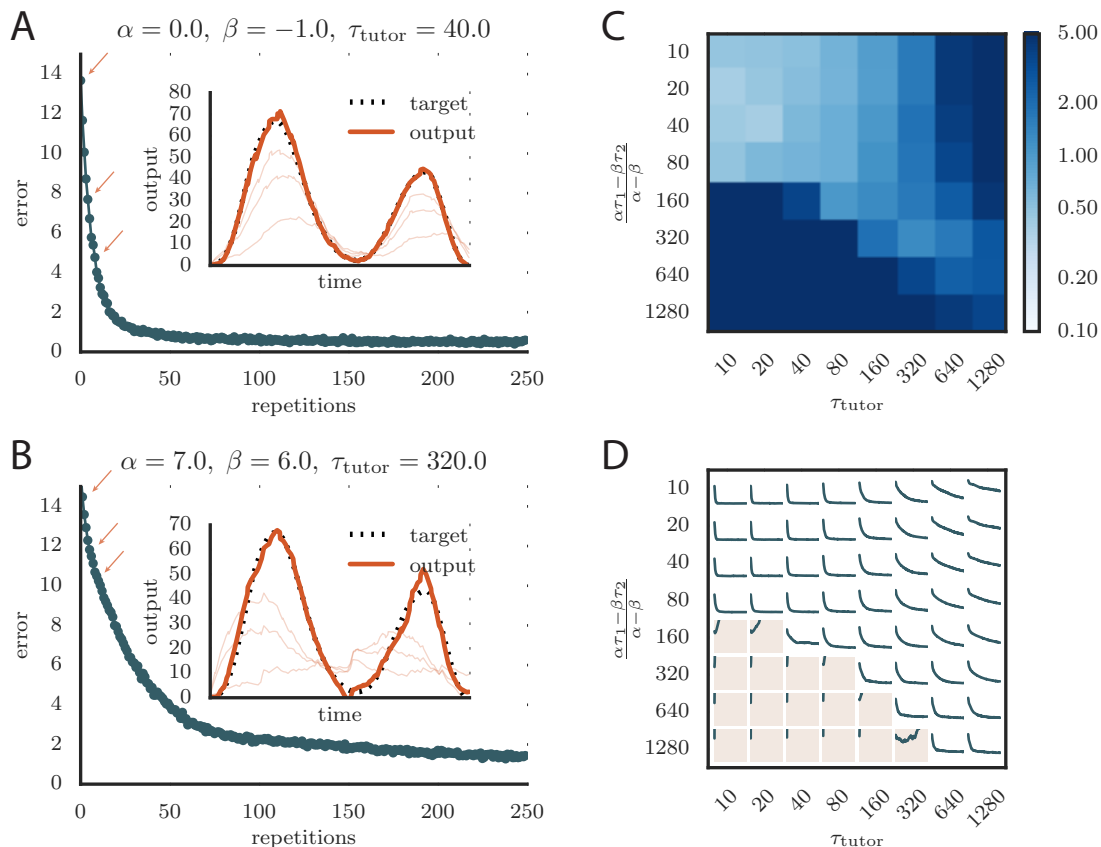 A
α = 0.0, β = −1.0, τtutor = 40.0
14
12
10
8
6
4
2
0
error
0 50 100 150 200 250
repetitions
80
70
60
50
40
30
20
10
0
output
time
target
output
B
α = 7.0, β = 6.0, τtutor = 320.0
14
12
10
8
6
4
2
0
error
0 50 100 150 200 250
repetitions
70
60
50
40
30
20
10
0
output
time
target
output
C
10
20
40
80
160
320
640
1280
ατ1−βτ2
α−β
10 20 40 80 160 320 640 1280
τtutor
5.00
2.00
1.00
0.50
0.20
0.10
D
10
20
40
80
160
320
640
1280
ατ1−βτ2
α−β
10 20 40 80 160 320 640 1280
τtutor